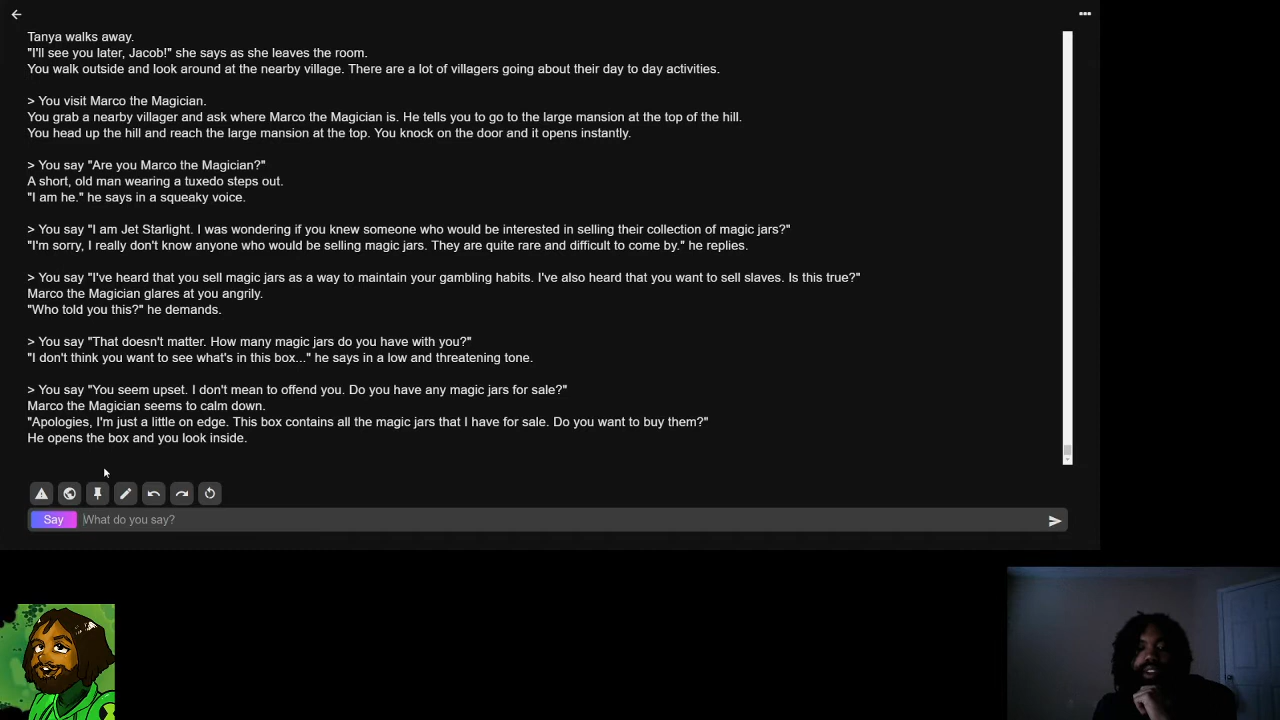 Tanya walks away.
"I'll see you later, Jacob!" she says as she leaves the room.
You walk outside and look around at the nearby village. There are a lot of villagers going about their day to day activities.
> You visit Marco the Magician.
You grab a nearby villager and ask where Marco the Magician is. He tells you to go to the large mansion at the top of the hill.
You head up the hill and reach the large mansion at the top. You knock on the door and it opens instantly.
> You say "Are you Marco the Magician?"
A short, old man wearing a tuxedo steps out.
"I am he." he says in a squeaky voice.
> You say "I am Jet Starlight. I was wondering if you knew someone who would be interested in selling their collection of magic jars?"
"I'm sorry, I really don't know anyone who would be selling magic jars. They are quite rare and difficult to come by." he replies.
> You say "I've heard that you sell magic jars as a way to maintain your gambling habits. I've also heard that you want to sell slaves. Is this true?"
Marco the Magician glares at you angrily.
"Who told you this?" he demands.
> You say "That doesn't matter. How many magic jars do you have with you?"
"I don't think you want to see what's in this box..." he says in a low and threatening tone.
> You say "You seem upset. I don't mean to offend you. Do you have any magic jars for sale?"
Marco the Magician seems to calm down.
"Apologies, I'm just a little on edge. This box contains all the magic jars that I have for sale. Do you want to buy them?"
He opens the box and you look inside.
Say What do you say?